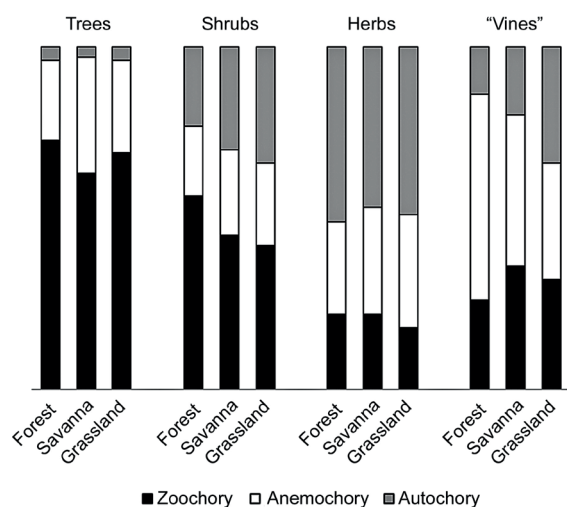 Trees Shrubs Herbs "Vines"
Forest Savanna Grassland Forest Savanna Grassland Forest Savanna Grassland Forest Savanna Grassland
Zoochory Anemochory Autochory